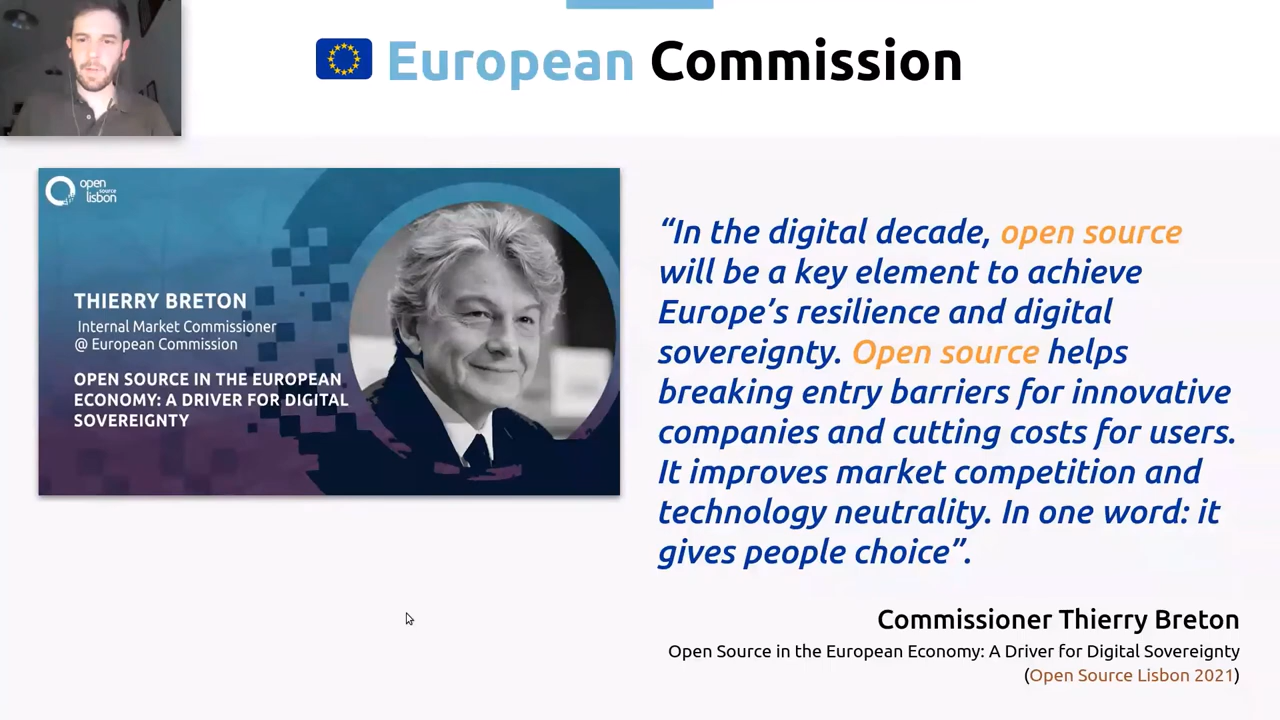 European Commission
open
source
lisbon
THIERRY BRETON
Internal Market Commissioner
@ European Commission
OPEN SOURCE IN THE EUROPEAN
ECONOMY: A DRIVER FOR DIGITAL
SOVEREIGNTY
“In the digital decade, open source
will be a key element to achieve
Europe’s resilience and digital
sovereignty. Open source helps
breaking entry barriers for innovative
companies and cutting costs for users.
It improves market competition and
technology neutrality. In one word: it
gives people choice”.
Commissioner Thierry Breton
Open Source in the European Economy: A Driver for Digital Sovereignty
(Open Source Lisbon 2021)